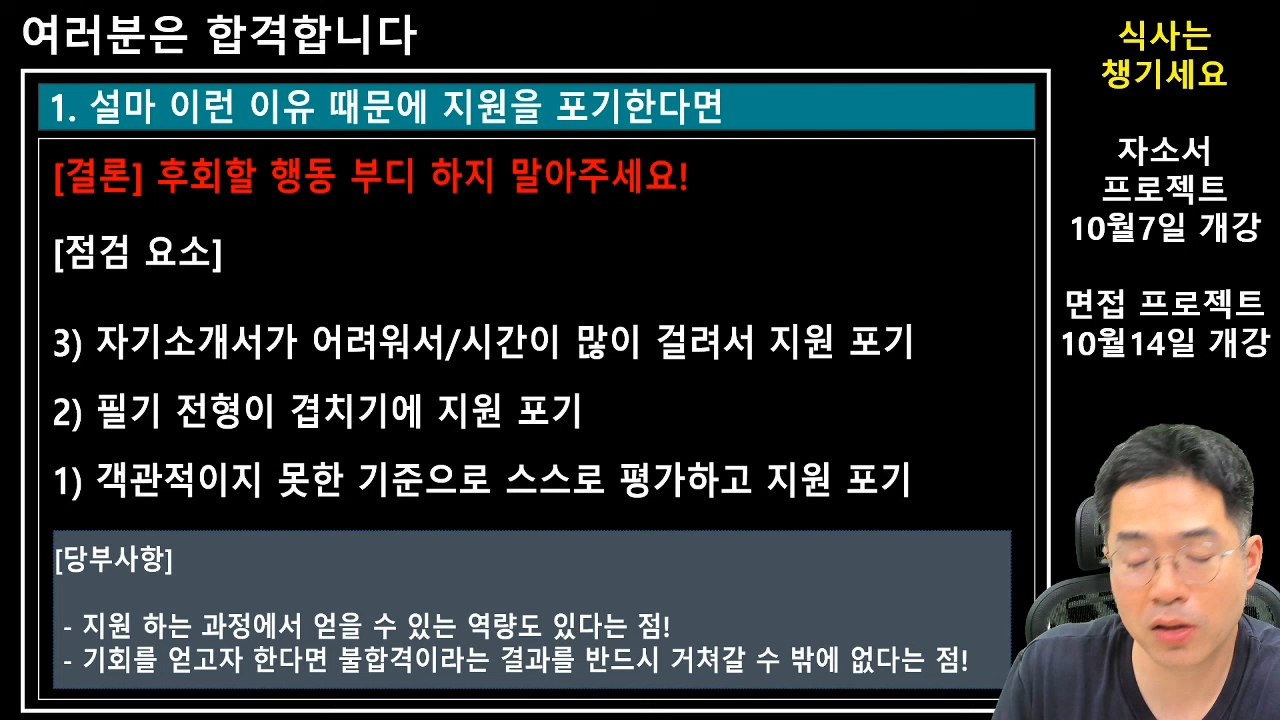 여러분은 합격합니다
1. 설마 이런 이유 때문에 지원을 포기한다면
[결론] 후회할 행동 부디 하지 말아주세요!
[점검 요소]
3) 자기소개서가 어려워서/시간이 많이 걸려서 지원 포기
2) 필기 전형이 겹치기에 지원 포기
1) 객관적이지 못한 기준으로 스스로 평가하고 지원 포기
[당부사항]
- 지원 하는 과정에서 얻을 수 있는 역량도 있다는 점!
- 기회를 얻고자 한다면 불합격이라는 결과를 반드시 거쳐갈 수 밖에 없다는 점!
식사는
챙기세요
자소서
프로젝트
10월7일 개강
면접 프로젝트
10월14일 개강